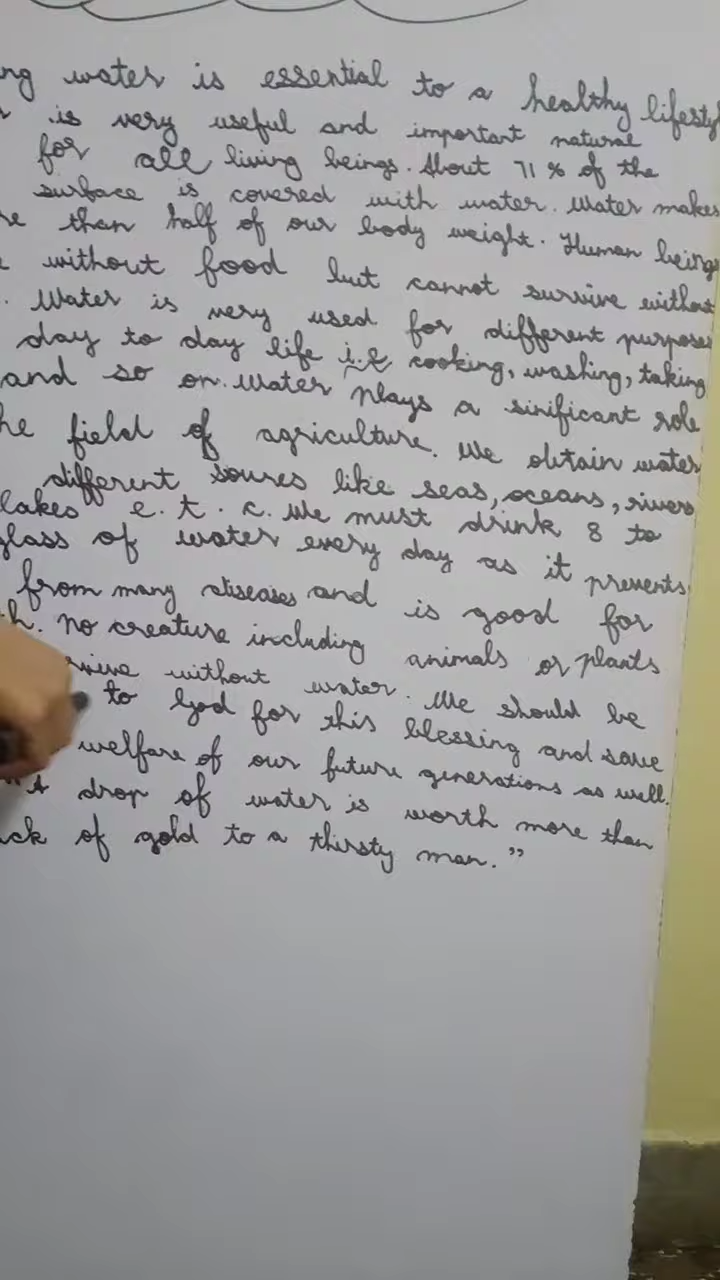 water is essential to a healthy
is very useful and important natural
for all living beings. About 71 % of the
surface is covered with water. Water makes
than half of our body weight. Human beings
without food but cannot survive without
. Water is very used for different purposes
day to day life i.e cooking, washing, taking
and so on. Water plays a sinificant role
field of agriculture. We obtain water
different sourses like seas, oceans, rivers
lakes e.t.c. We must drink 8 to
glass of water every day as it prevents
from many diseases and is good for
No creature including animals or plants
without water. We should be
to God for this blessing and save
welfare of our future generations as well.
"A drop of water is worth more than
of gold to a thirsty man."